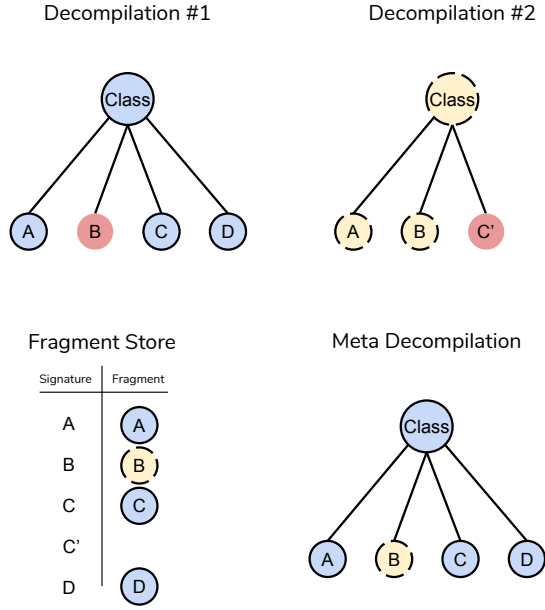 Decompilation #1
Decompilation #2
Class
Class
A
B
C
D
A
B
C'
Fragment Store
Meta Decompilation
Signature
Fragment
A
A
B
B
C
C
C'
D
D
Class
A
B
C
D